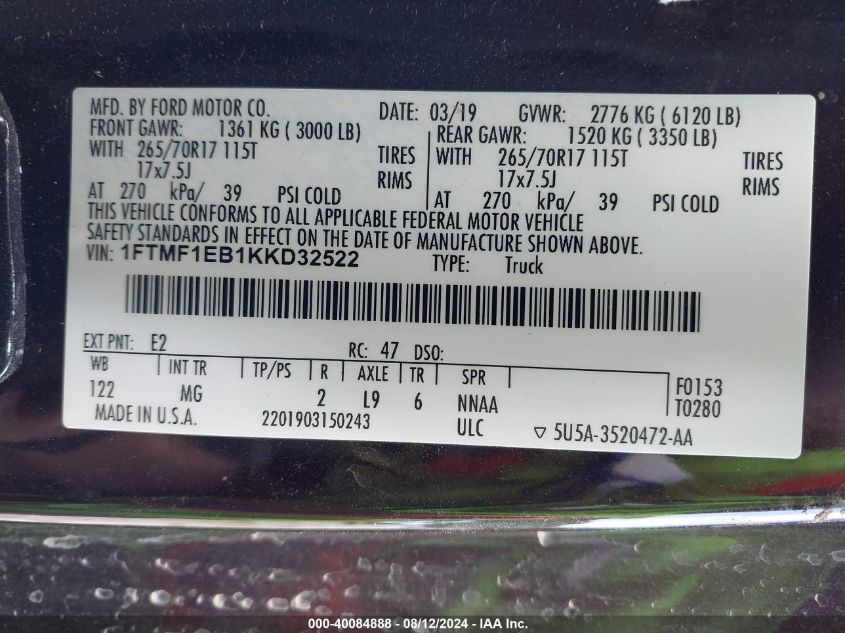 MFD. BY FORD MOTOR CO. DATE: 03/19 GVWR: 2776 KG ( 6120 LB)
FRONT GAWR: 1361 KG ( 3000 LB) REAR GAWR: 1520 KG ( 3350 LB)
WITH 265/70R17 115T TIRES WITH 265/70R17 115T TIRES
17x7.5J RIMS 17x7.5J RIMS
AT 270 kPa/ 39 PSI COLD AT 270 kPa/ 39 PSI COLD
THIS VEHICLE CONFORMS TO ALL APPLICABLE FEDERAL MOTOR VEHICLE
SAFETY STANDARDS IN EFFECT ON THE DATE OF MANUFACTURE SHOWN ABOVE.
VIN: 1FTMF1EB1KKD32522 TYPE: Truck
EXT PNT: E2 RC: 47 DSO:
WB INT TR TP/PS R AXLE TR SPR F0153
122 MG 2 L9 6 NNAA T0280
MADE IN U.S.A. 2201903150243 ULC ▽ 5U5A-3520472-AA
000-40084888 - 08/12/2024 - IAA Inc.